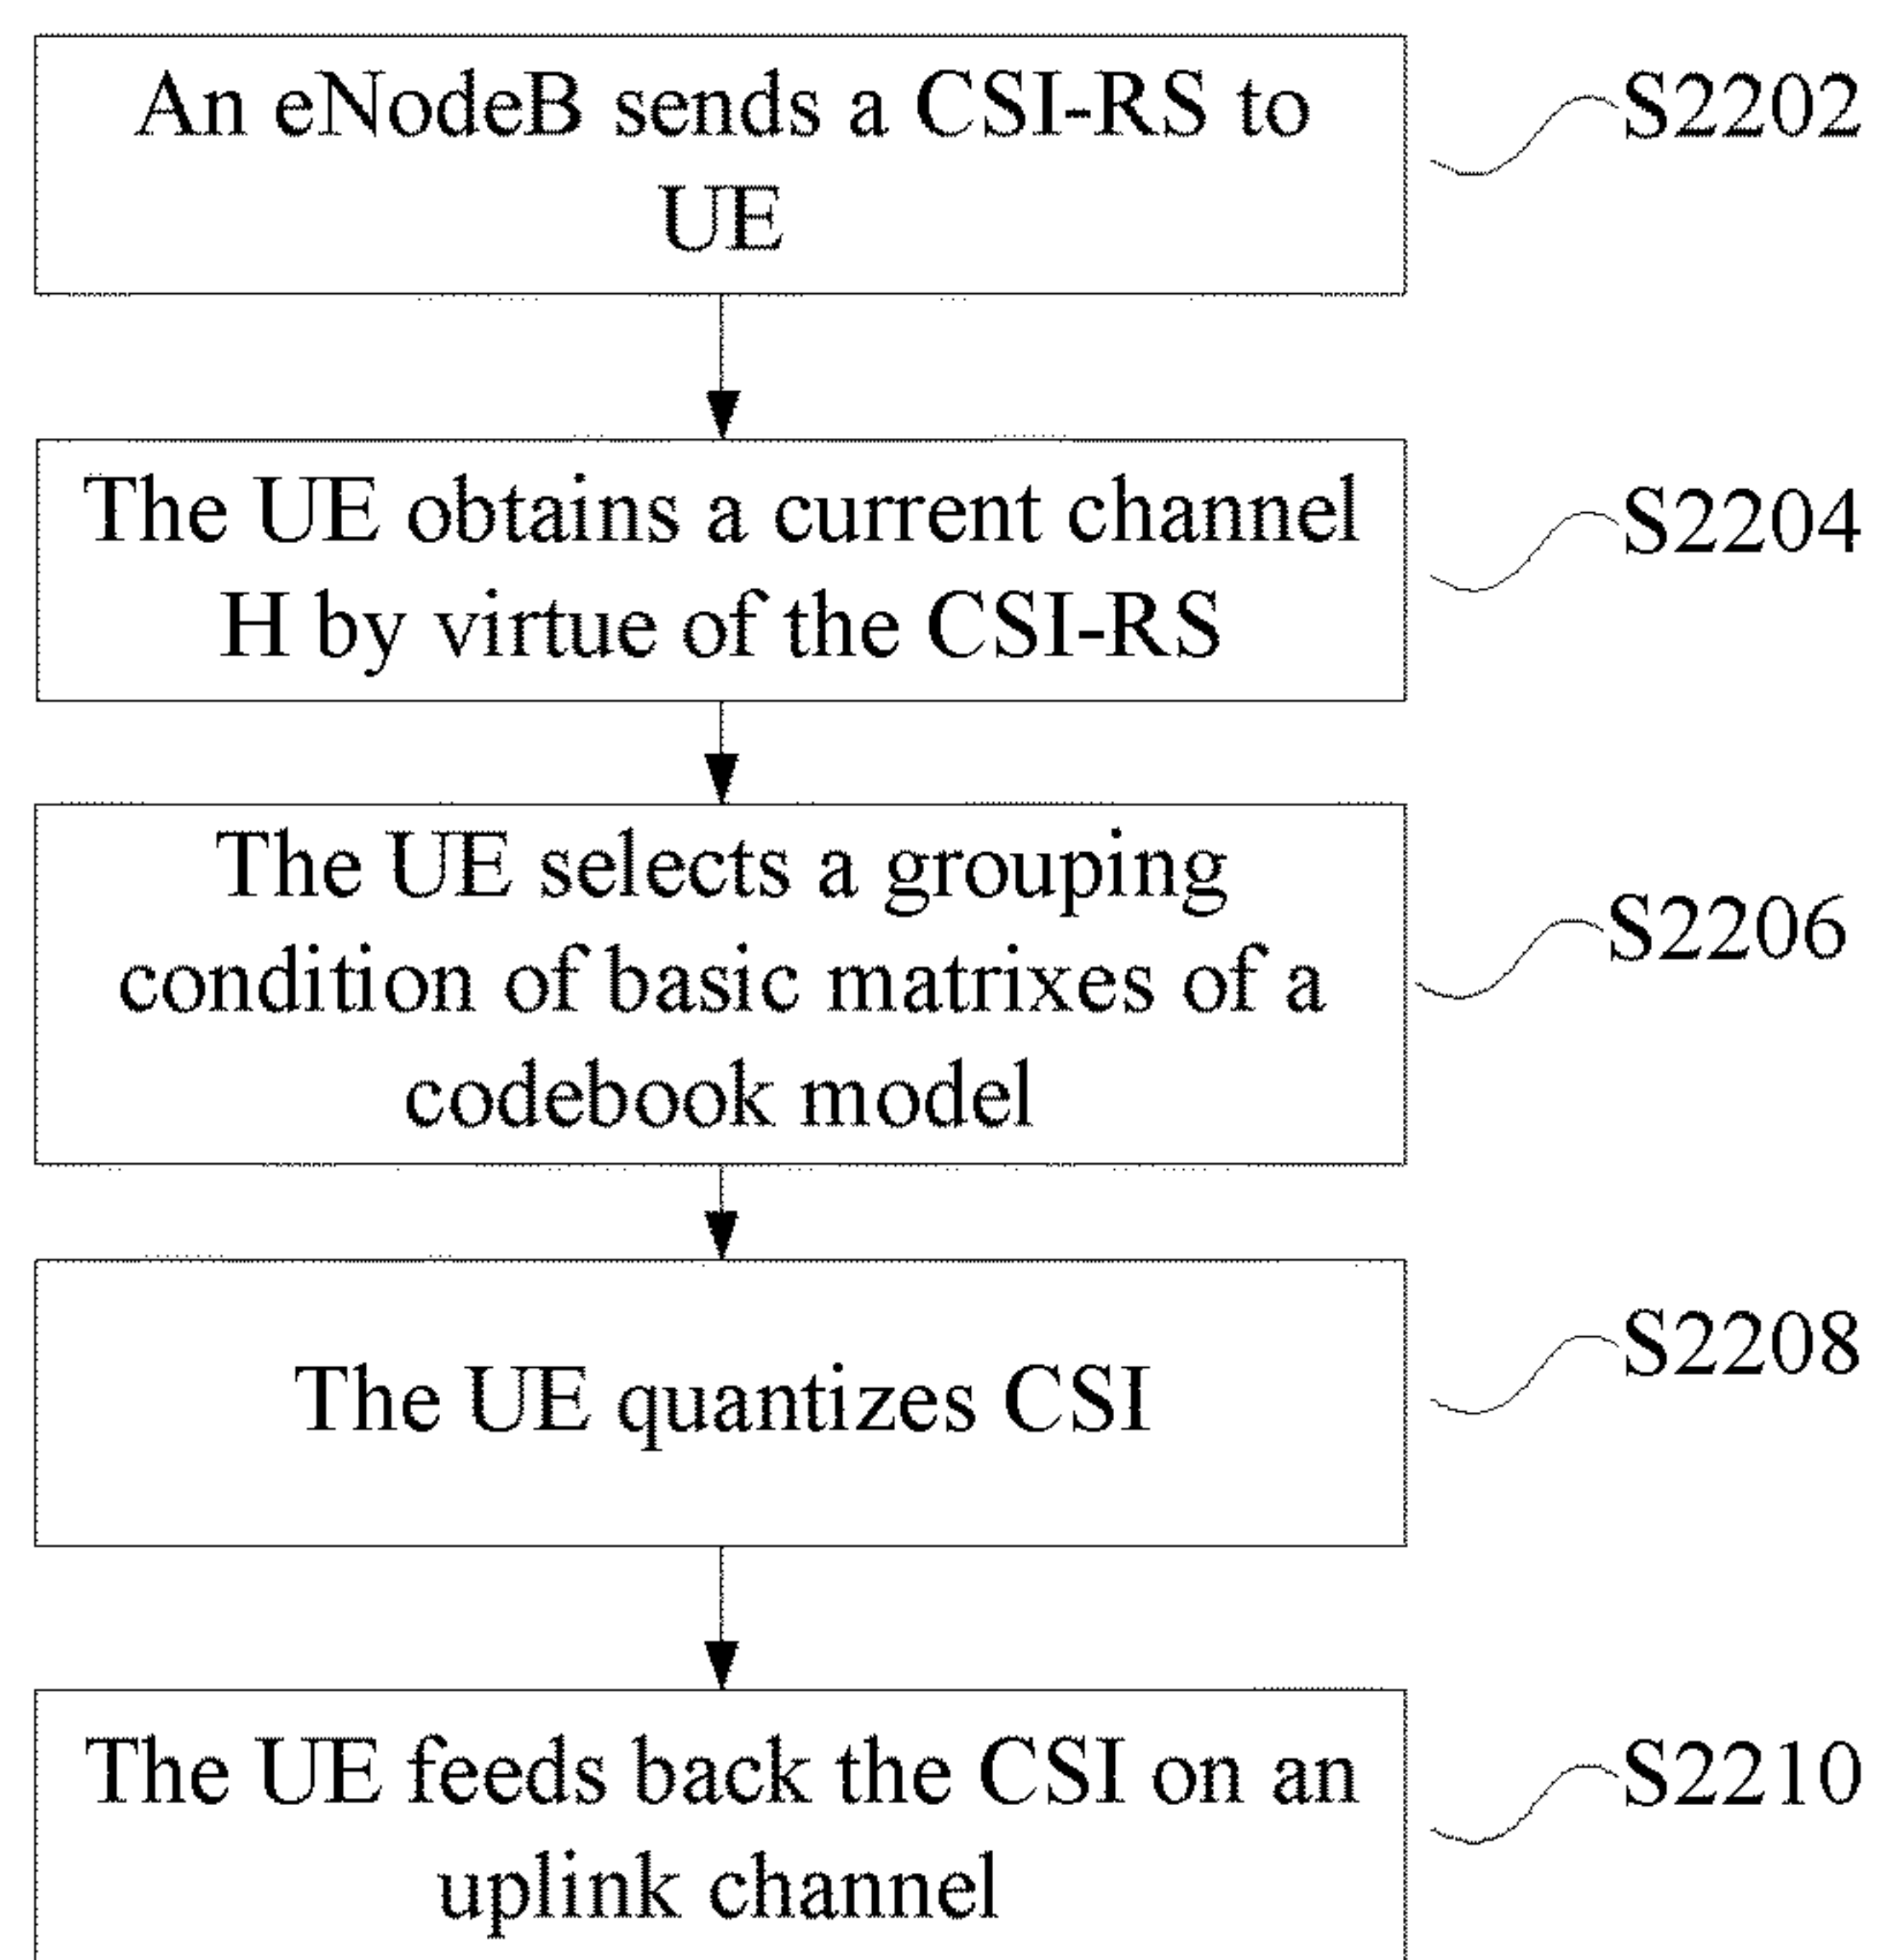 An eNodeB sends a CSI-RS to
UE
S2202
The UE obtains a current channel
H by virtue of the CSI-RS
S2204
The UE selects a grouping
condition of basic matrixes of a
codebook model
S2206
The UE quantizes CSI
S2208
The UE feeds back the CSI on an
uplink channel
S2210